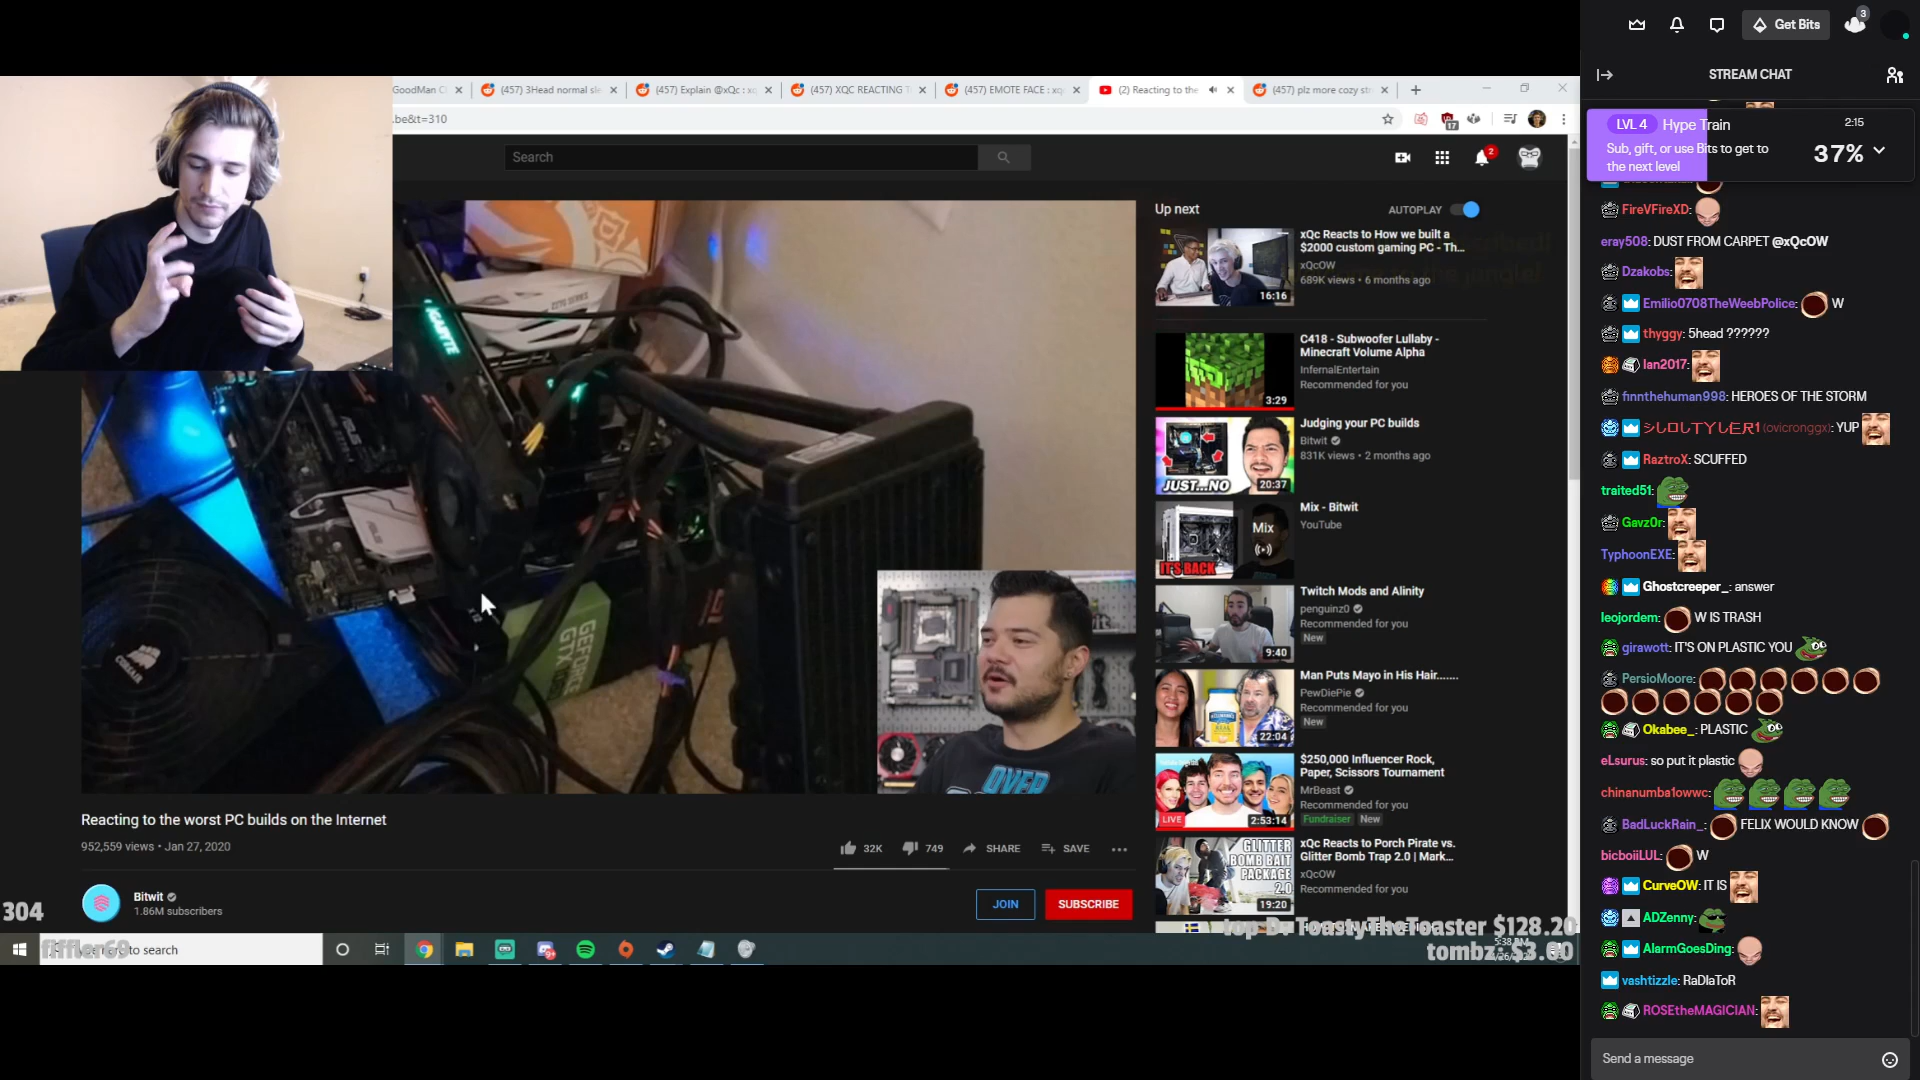 Get Bits
3
STREAM CHAT
LVL 4 Hype Train 2:15
Sub, gift, or use Bits to get to
the next level
37%
FireVFireXD:
eray508: DUST FROM CARPET @xQcOW
Dzakobs:
Emilio0708TheWeebPolice: W
thyggy: 5head ??????
Ian2017:
finnthehuman998: HEROES OF THE STORM
(ovicronggx): YUP
RaztroX: SCUFFED
traited51:
Gavz0r:
TyphoonEXE:
Ghostcreeper_: answer
leojordem: W IS TRASH
girawott: IT'S ON PLASTIC YOU
PersioMoore:
Okabee_: PLASTIC
eLsurus: so put it plastic
chinanumba1owwc:
BadLuckRain_: FELIX WOULD KNOW
bicboiiLUL: W
CurveOW: IT IS
ADZenny:
AlarmGoesDing:
vashtizzle: RaDIaToR
ROSEtheMAGICIAN:
Send a message
GoodMan C
(457) 3Head normal sle
(457) Explain @xQc : xq
(457) XQC REACTING T
(457) EMOTE FACE : xq
(2) Reacting to the
(457) plz more cozy str
.be&t=310
17
Search
2
Up next
AUTOPLAY
xQc Reacts to How we built a
$2000 custom gaming PC - Th...
xQcOW
689K views • 6 months ago
16:16
C418 - Subwoofer Lullaby -
Minecraft Volume Alpha
InfernalEntertain
Recommended for you
3:29
Judging your PC builds
Bitwit
831K views • 2 months ago
JUST...NO
20:37
Mix - Bitwit
YouTube
Mix
IT'S BACK
Twitch Mods and Alinity
penguinz0
Recommended for you
New
9:40
Man Puts Mayo in His Hair.......
PewDiePie
Recommended for you
New
22:04
$250,000 Influencer Rock,
Paper, Scissors Tournament
MrBeast
Recommended for you
Fundraiser New
LIVE
2:53:14
xQc Reacts to Porch Pirate vs.
Glitter Bomb Trap 2.0 | Mark...
xQcOW
Recommended for you
GLITTER
BOMB BAIT
PACKAGE
2.0
19:20
CORSAIR
GEFORCE
GTX
OVER
Reacting to the worst PC builds on the Internet
952,559 views • Jan 27, 2020
32K
749
SHARE
SAVE
Bitwit
1.86M subscribers
JOIN
SUBSCRIBE
304
fiffler69
to search
top D: ToastyTheToaster $128.20
tombz: $3.00